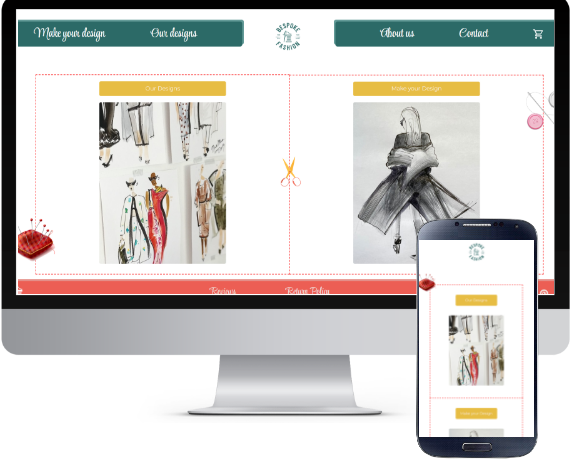 Make your design
Our designs
BESPOKE
FASHION
About us
Contact
Our Designs
Make your Design
Reviews
Return Policy
BESPOKE
FASHION
Our Designs
Make your Design